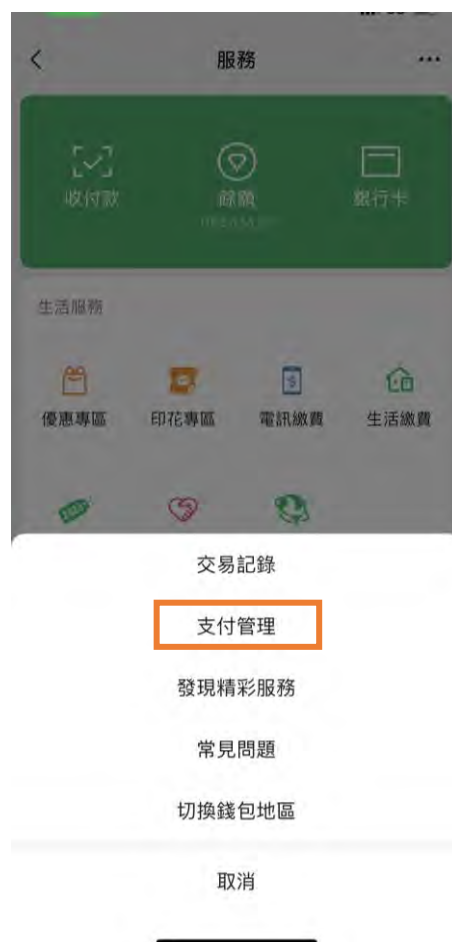 服務
收付款
餘額
銀行卡
生活服務
優惠專區
印花專區
電訊繳費
生活繳費
交易記錄
支付管理
發現精彩服務
常見問題
切換錢包地區
取消